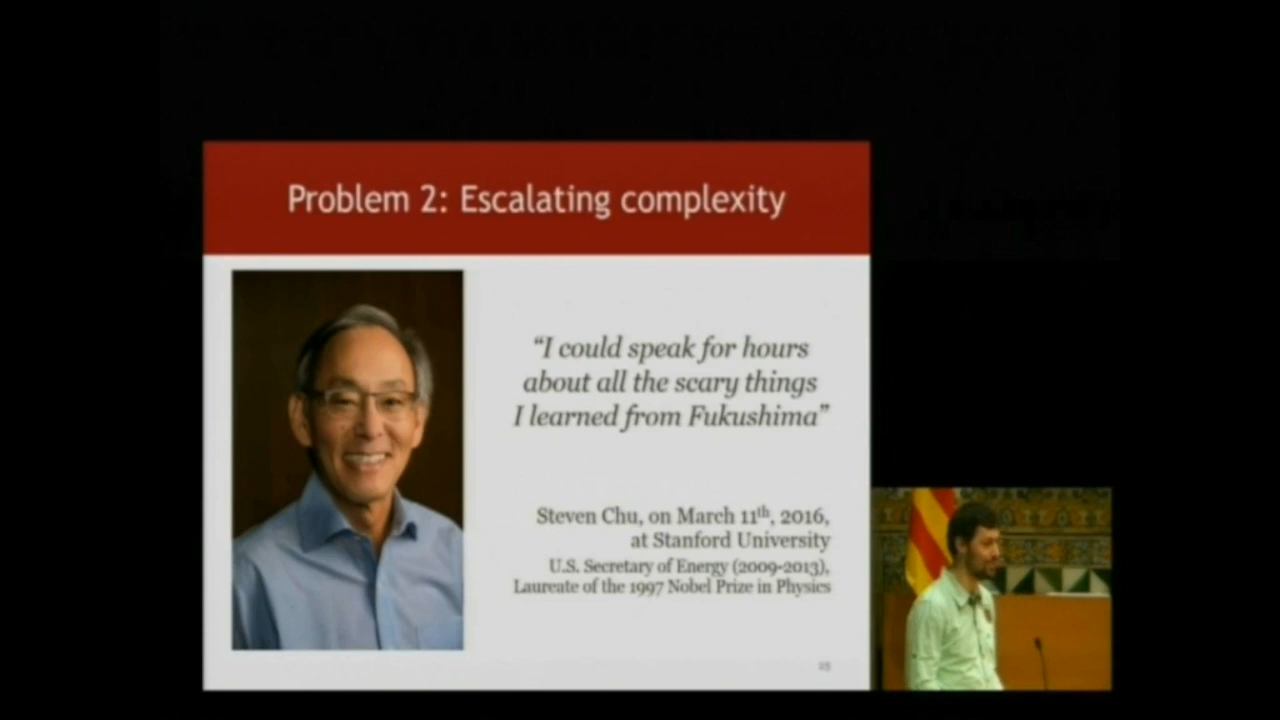 Problem 2: Escalating complexity
“I could speak for hours
about all the scary things
I learned from Fukushima”
Steven Chu, on March 11th, 2016,
at Stanford University
U.S. Secretary of Energy (2009-2013),
Laureate of the 1997 Nobel Prize in Physics